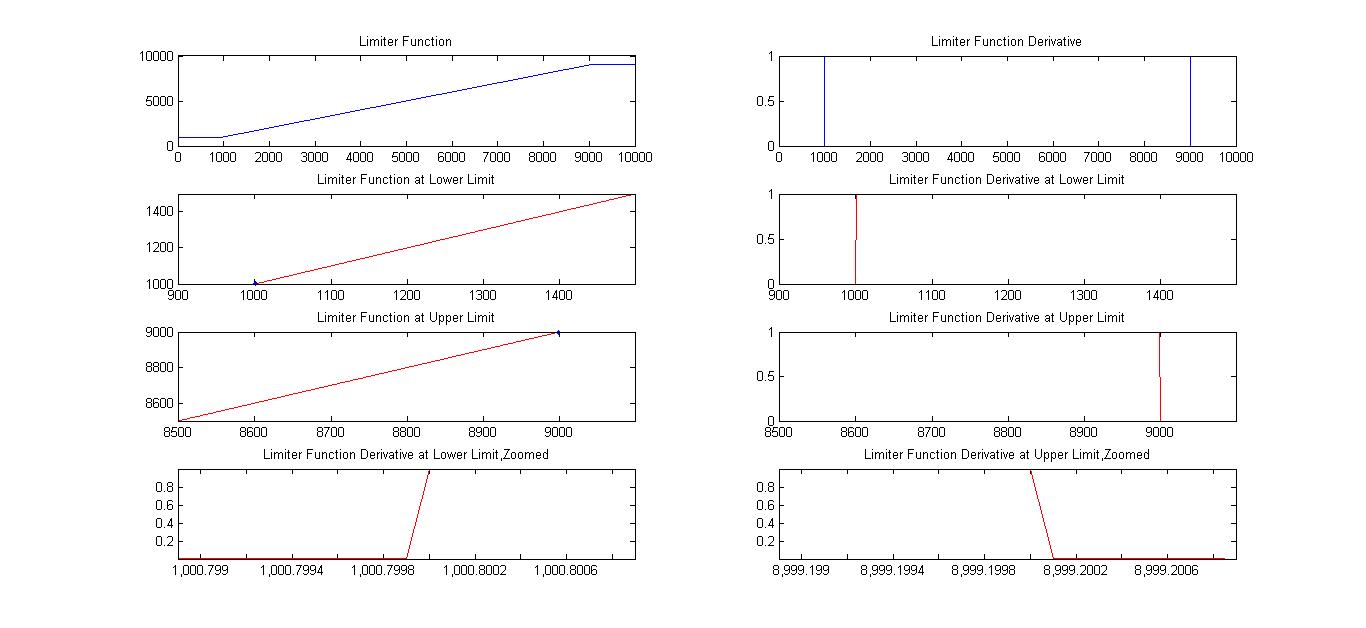 Limiter Function
10000
5000
0
0 1000 2000 3000 4000 5000 6000 7000 8000 9000 10000
Limiter Function Derivative
1
0.5
0
0 1000 2000 3000 4000 5000 6000 7000 8000 9000 10000
Limiter Function at Lower Limit
1400
1200
1000
900 1000 1100 1200 1300 1400
Limiter Function Derivative at Lower Limit
1
0.5
0
900 1000 1100 1200 1300 1400
Limiter Function at Upper Limit
9000
8800
8600
8500 8600 8700 8800 8900 9000
Limiter Function Derivative at Upper Limit
1
0.5
0
8500 8600 8700 8800 8900 9000
Limiter Function Derivative at Lower Limit,Zoomed
0.8
0.6
0.4
0.2
1,000.799 1,000.7994 1,000.7998 1,000.8002 1,000.8006
Limiter Function Derivative at Upper Limit,Zoomed
0.8
0.6
0.4
0.2
8,999.199 8,999.1994 8,999.1998 8,999.2002 8,999.2006